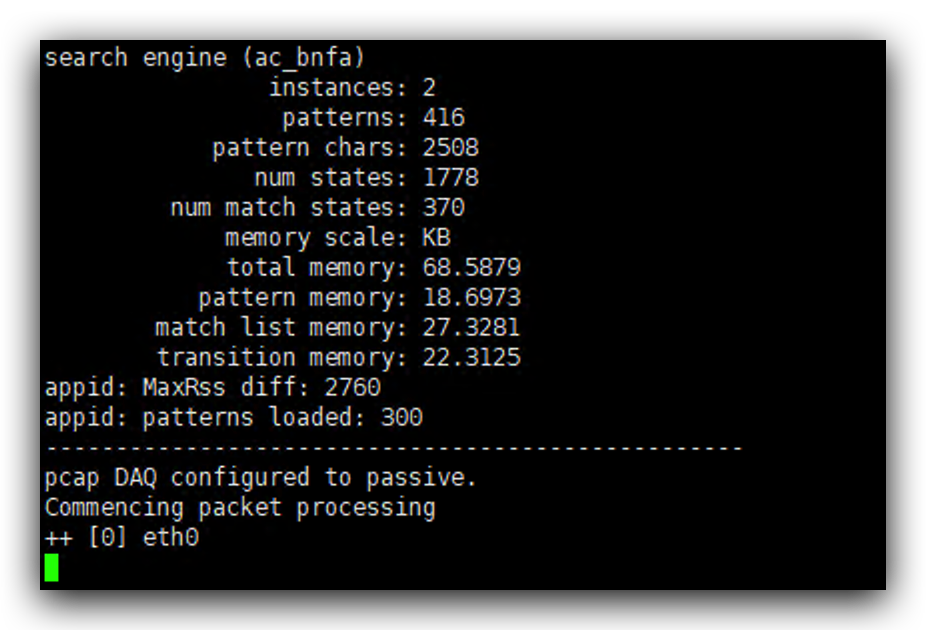 search engine (ac_bnfa)
instances: 2
patterns: 416
pattern chars: 2508
num states: 1778
num match states: 370
memory scale: KB
total memory: 68.5879
pattern memory: 18.6973
match list memory: 27.3281
transition memory: 22.3125
appid: MaxRss diff: 2760
appid: patterns loaded: 300
--------------------------------------------------
pcap DAQ configured to passive.
Commencing packet processing
++ [0] eth0